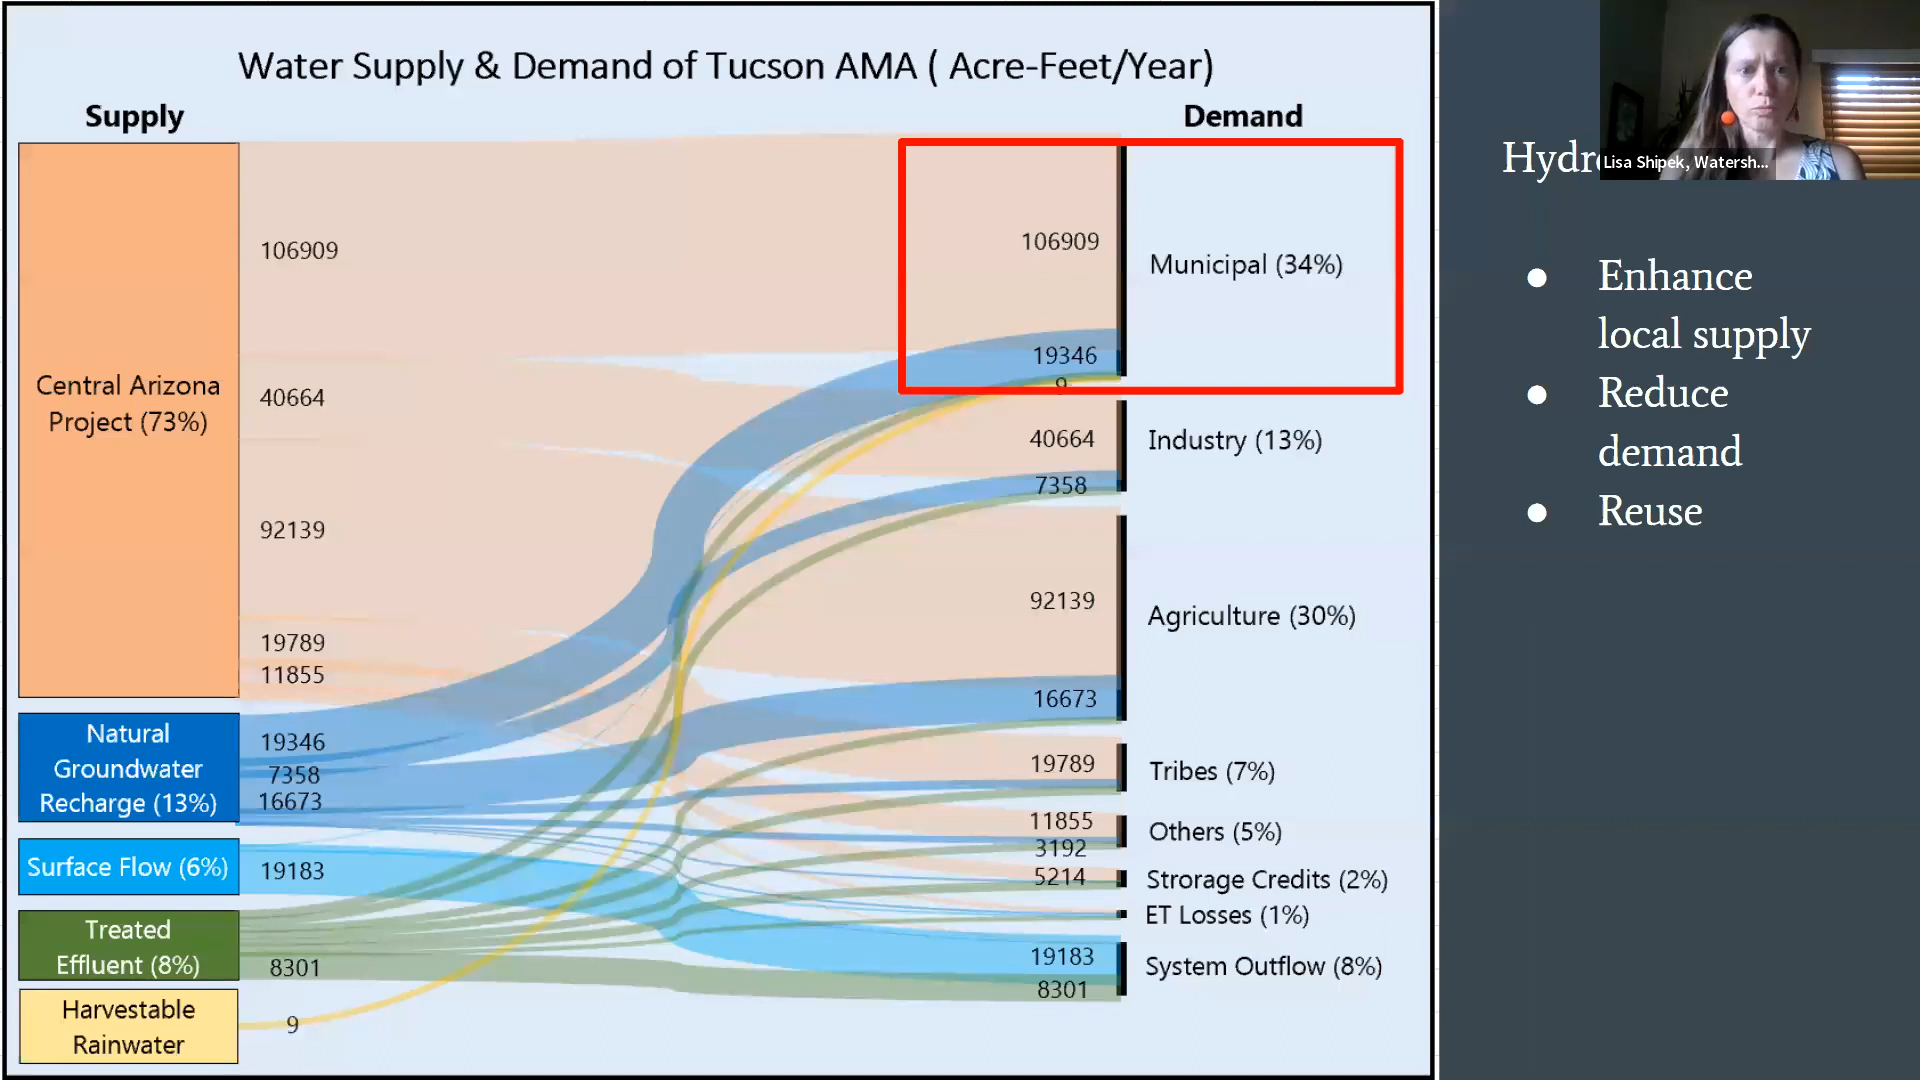 Water Supply & Demand of Tucson AMA ( Acre-Feet/Year)
Supply
Demand
Central Arizona
Project (73%)
106909
40664
92139
19789
11855
Natural
Groundwater
Recharge (13%)
19346
7358
16673
Surface Flow (6%)
19183
Treated
Effluent (8%)
8301
Harvestable
Rainwater
9
106909
19346
9
Municipal (34%)
40664
7358
Industry (13%)
92139
16673
Agriculture (30%)
19789
Tribes (7%)
11855
3192
Others (5%)
5214
Strorage Credits (2%)
ET Losses (1%)
19183
8301
System Outflow (8%)
Lisa Shipek, Watersh...
● Enhance
local supply
● Reduce
demand
● Reuse